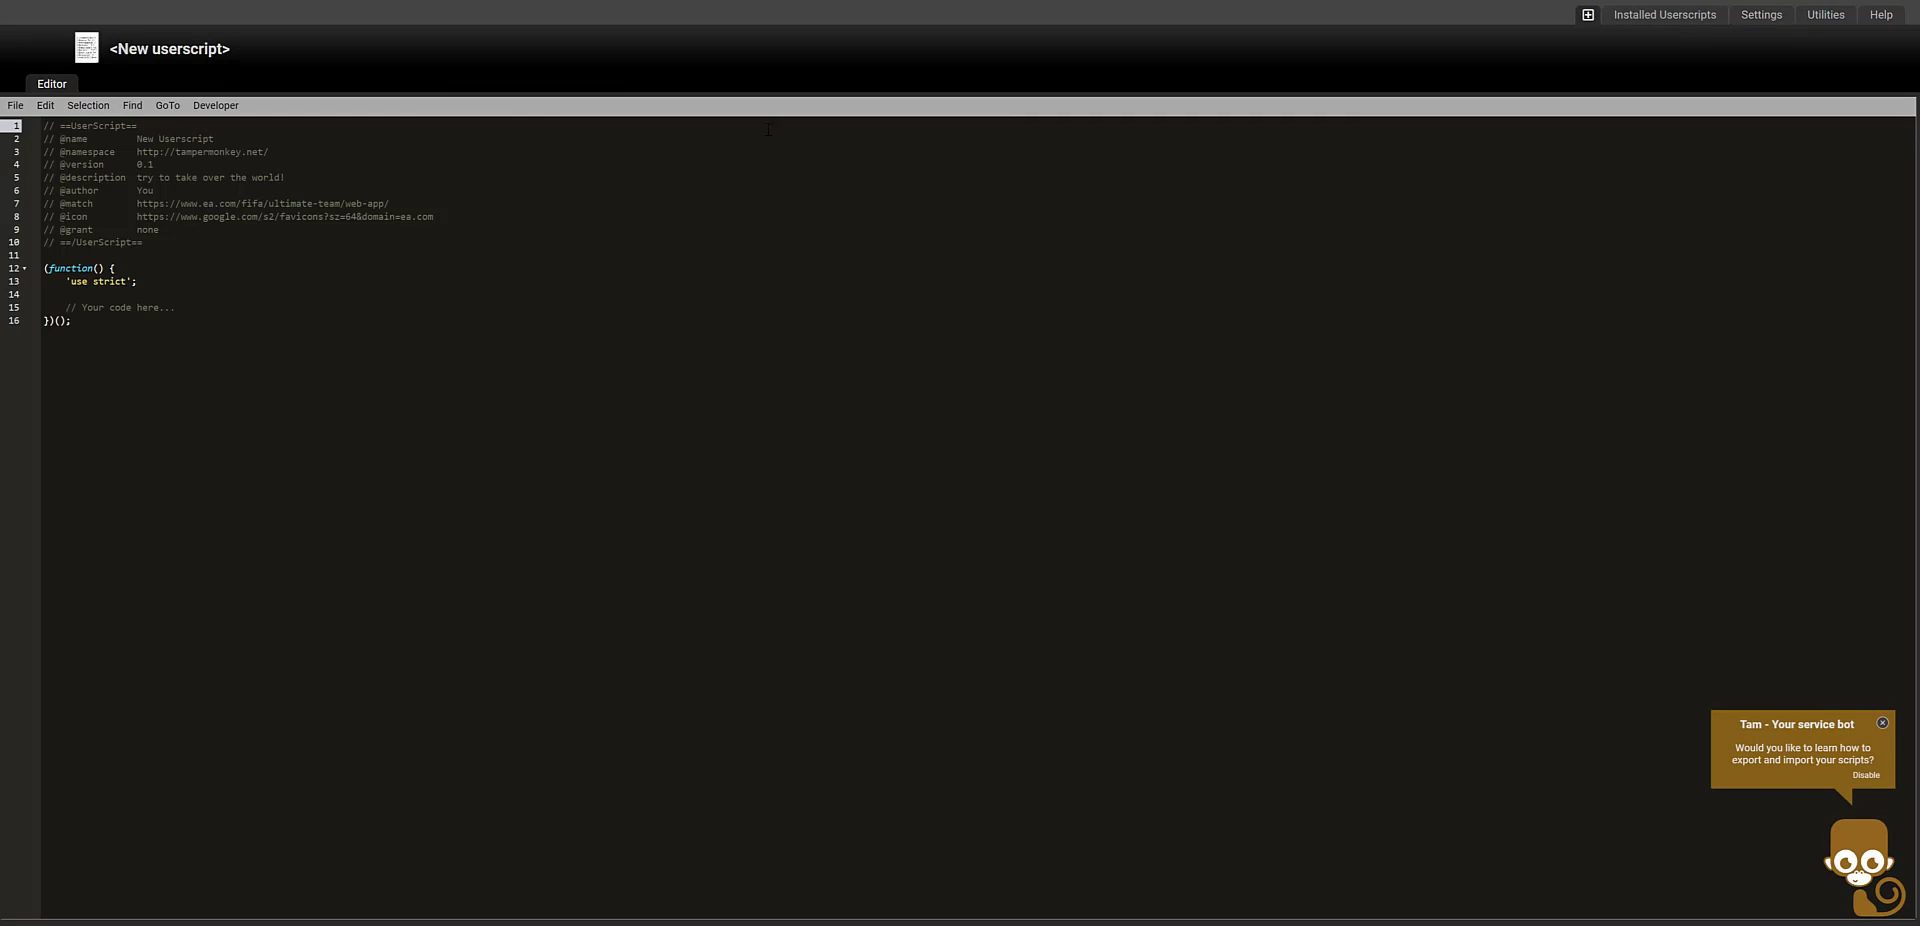 Installed Userscripts Settings Utilities Help
<New userscript>
Editor
File Edit Selection Find GoTo Developer
1 // ==UserScript==
2 // @name         New Userscript
3 // @namespace    http://tampermonkey.net/
4 // @version      0.1
5 // @description  try to take over the world!
6 // @author       You
7 // @match        https://www.ea.com/fifa/ultimate-team/web-app/
8 // @icon         https://www.google.com/s2/favicons?sz=64&domain=ea.com
9 // @grant        none
10 // ==/UserScript==
11
12 (function() {
13     'use strict';
14
15     // Your code here...
16 })();
Tam - Your service bot
Would you like to learn how to
export and import your scripts?
Disable